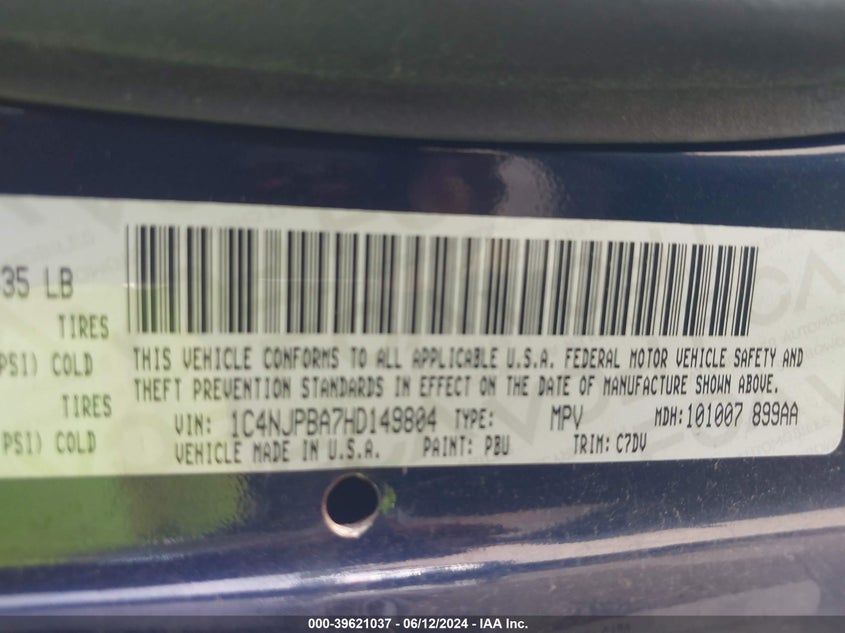 35 LB
TIRES
PSI) COLD
TIRES
PSI) COLD
THIS VEHICLE CONFORMS TO ALL APPLICABLE U.S.A. FEDERAL MOTOR VEHICLE SAFETY AND
THEFT PREVENTION STANDARDS IN EFFECT ON THE DATE OF MANUFACTURE SHOWN ABOVE.
VIN: 1C4NJPBA7HD149804 TYPE: MPV MDH:101007 899AA
VEHICLE MADE IN U.S.A. PAINT: PBU TRIM: C7DV
000-39621037 - 06/12/2024 - IAA Inc.